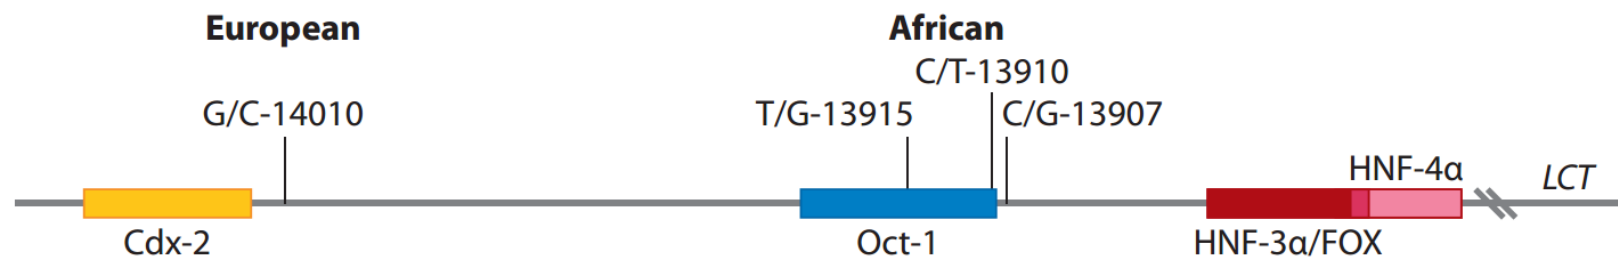 European
African
C/T-13910
G/C-14010
T/G-13915
C/G-13907
HNF-4α
LCT
Cdx-2
Oct-1
HNF-3α/FOX